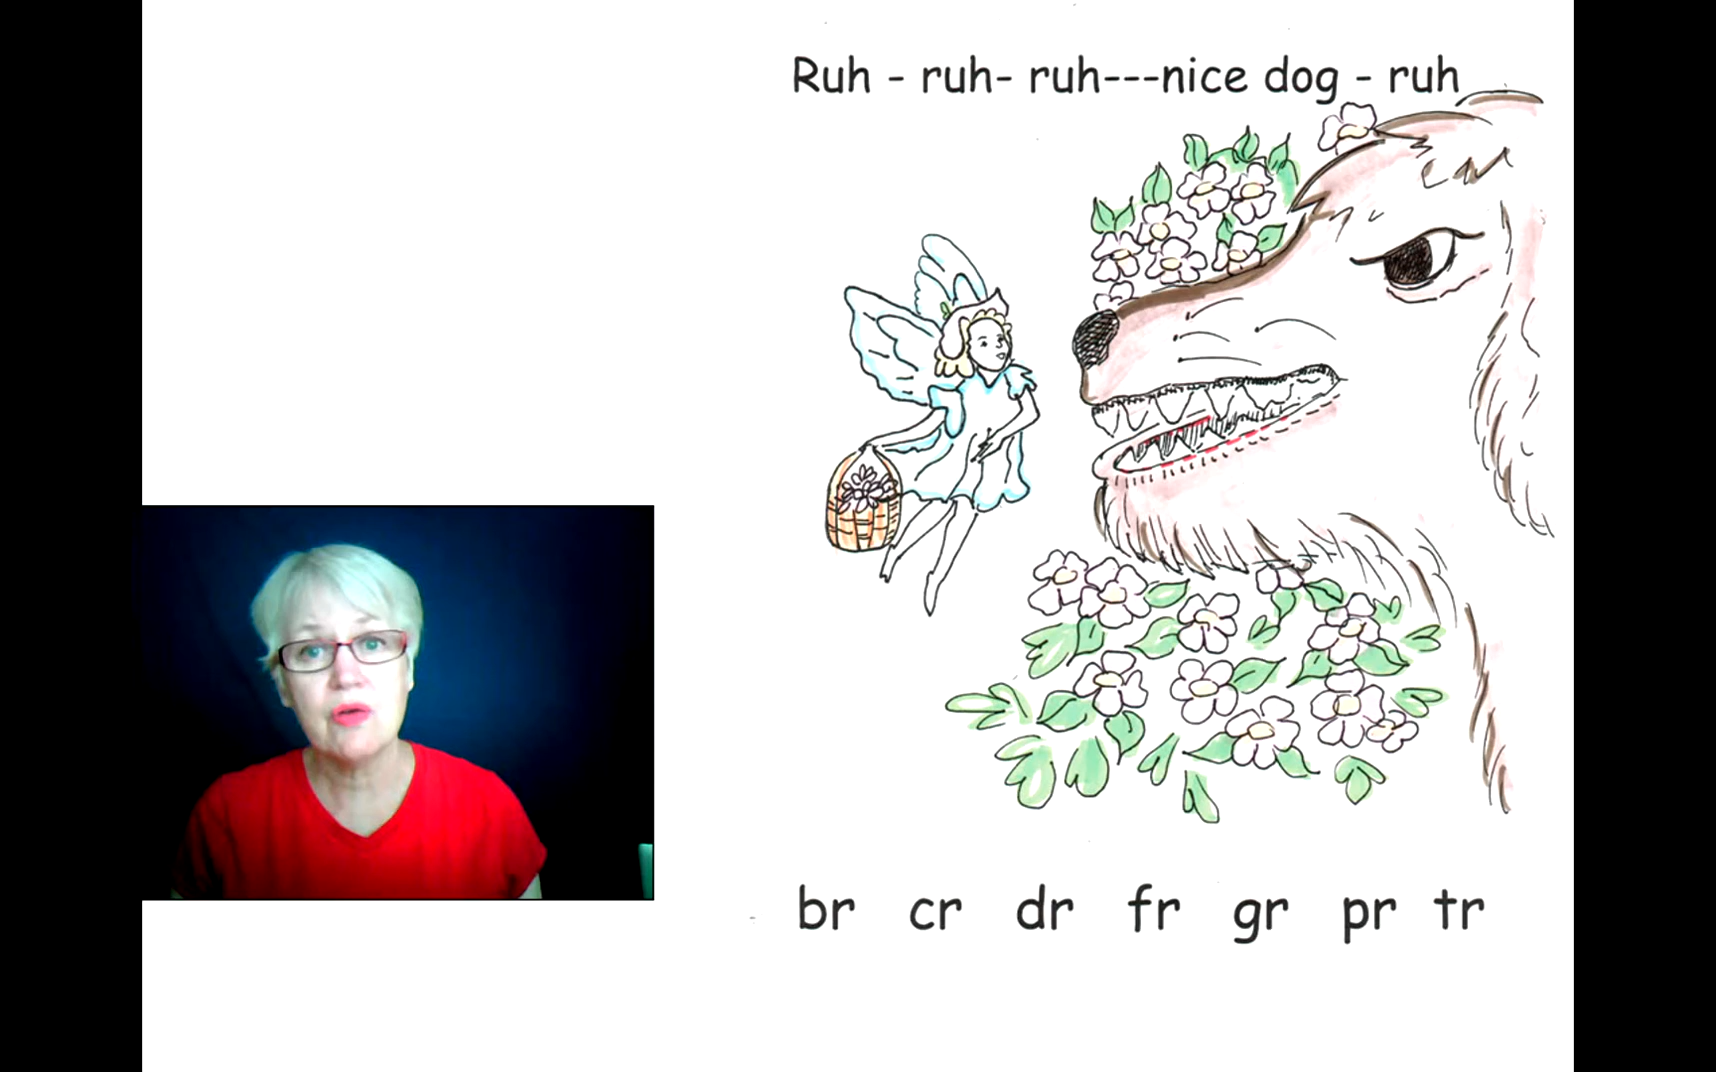 Ruh - ruh- ruh---nice dog - ruh
br cr dr fr gr pr tr